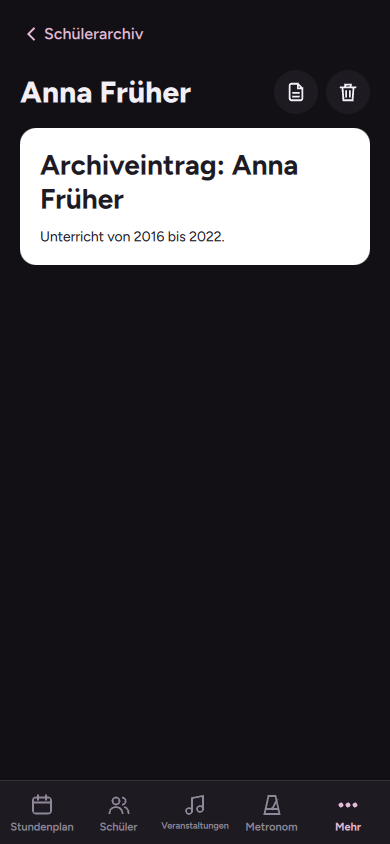 Schülerarchiv
Anna Früher
Archiveintrag: Anna
Früher
Unterricht von 2016 bis 2022.
Stundenplan
Schüler
Veranstaltungen
Metronom
Mehr